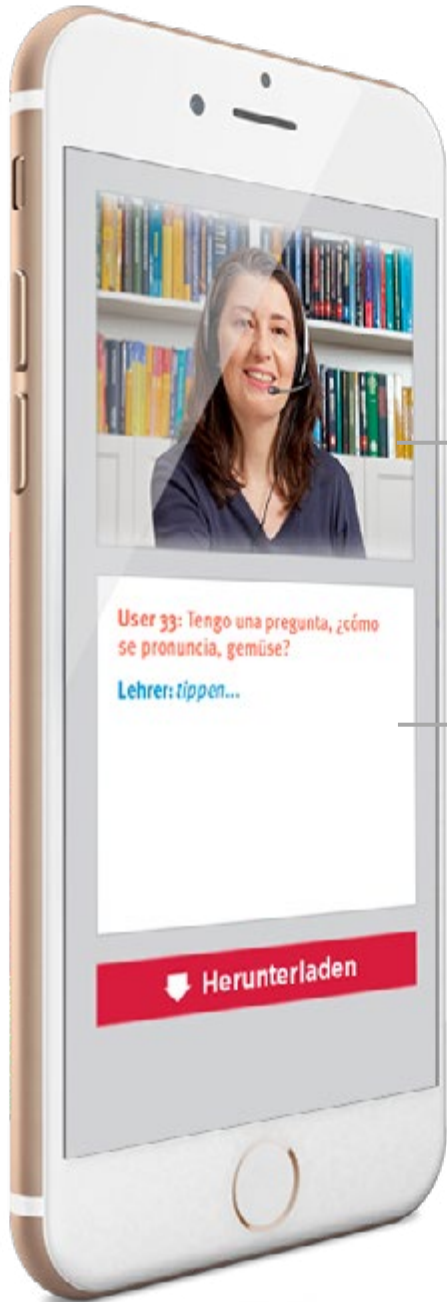 User 33: Tengo una pregunta, ¿cómo
se pronuncia, gemüse?
Lehrer: tippen...
Herunterladen